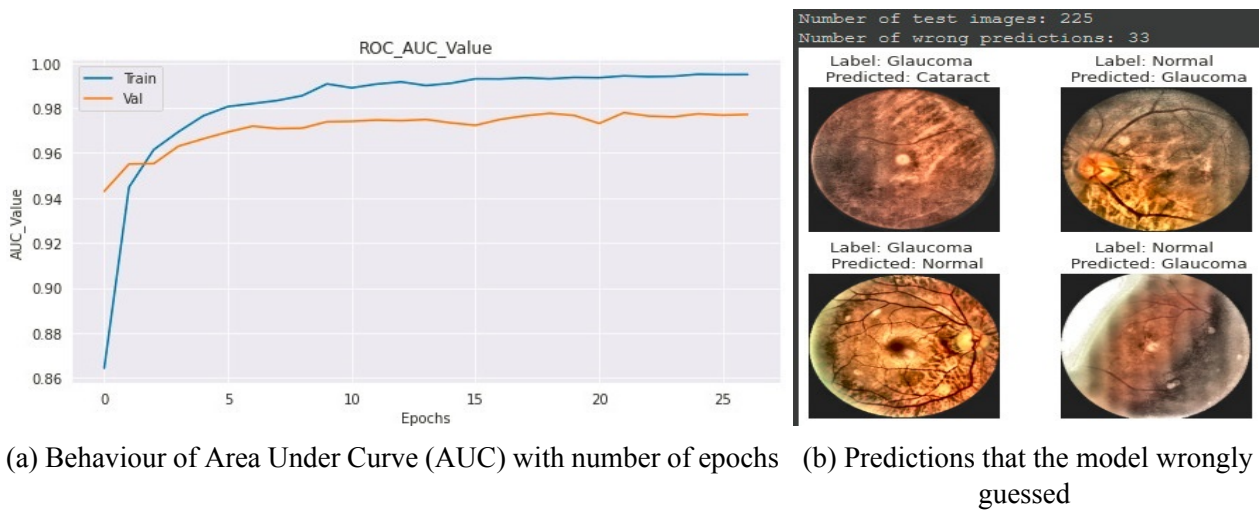 ROC_AUC_Value
Train
Val
1.00
0.98
0.96
0.94
0.92
0.90
0.88
0.86
AUC_Value
0
5
10
15
20
25
Epochs
(a) Behaviour of Area Under Curve (AUC) with number of epochs
Number of test images: 225
Number of wrong predictions: 33
Label: Glaucoma
Predicted: Cataract
Label: Normal
Predicted: Glaucoma
Label: Glaucoma
Predicted: Normal
Label: Normal
Predicted: Glaucoma
(b) Predictions that the model wrongly
guessed